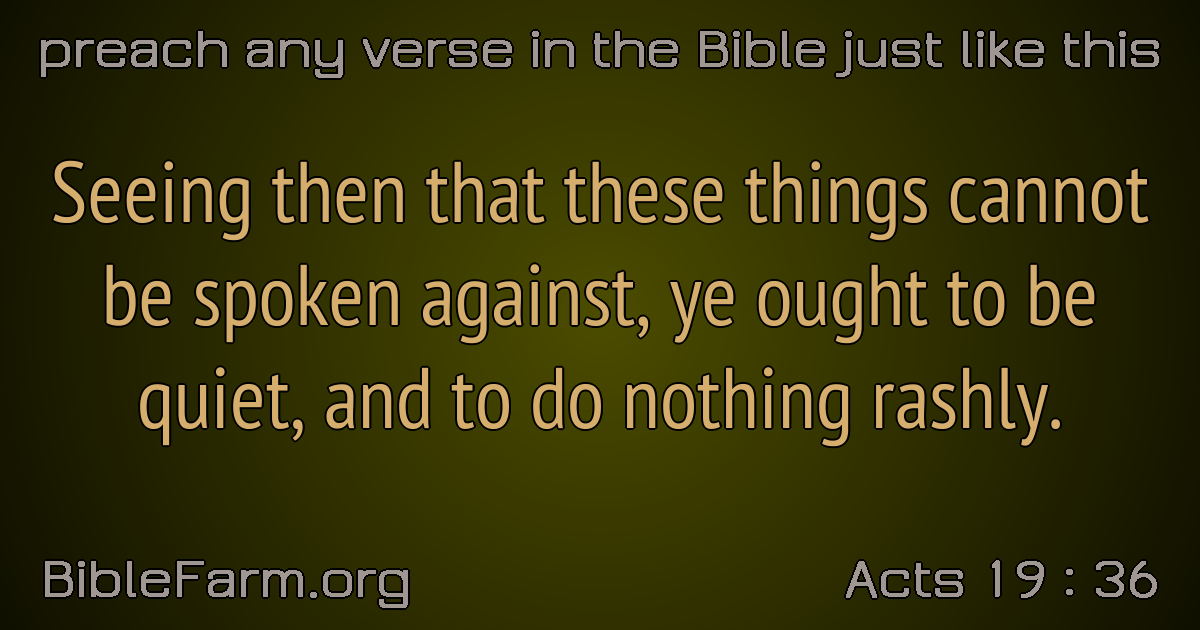 preach any verse in the Bible just like this
Seeing then that these things cannot
be spoken against, ye ought to be
quiet, and to do nothing rashly.
BibleFarm.org
Acts 19 : 36